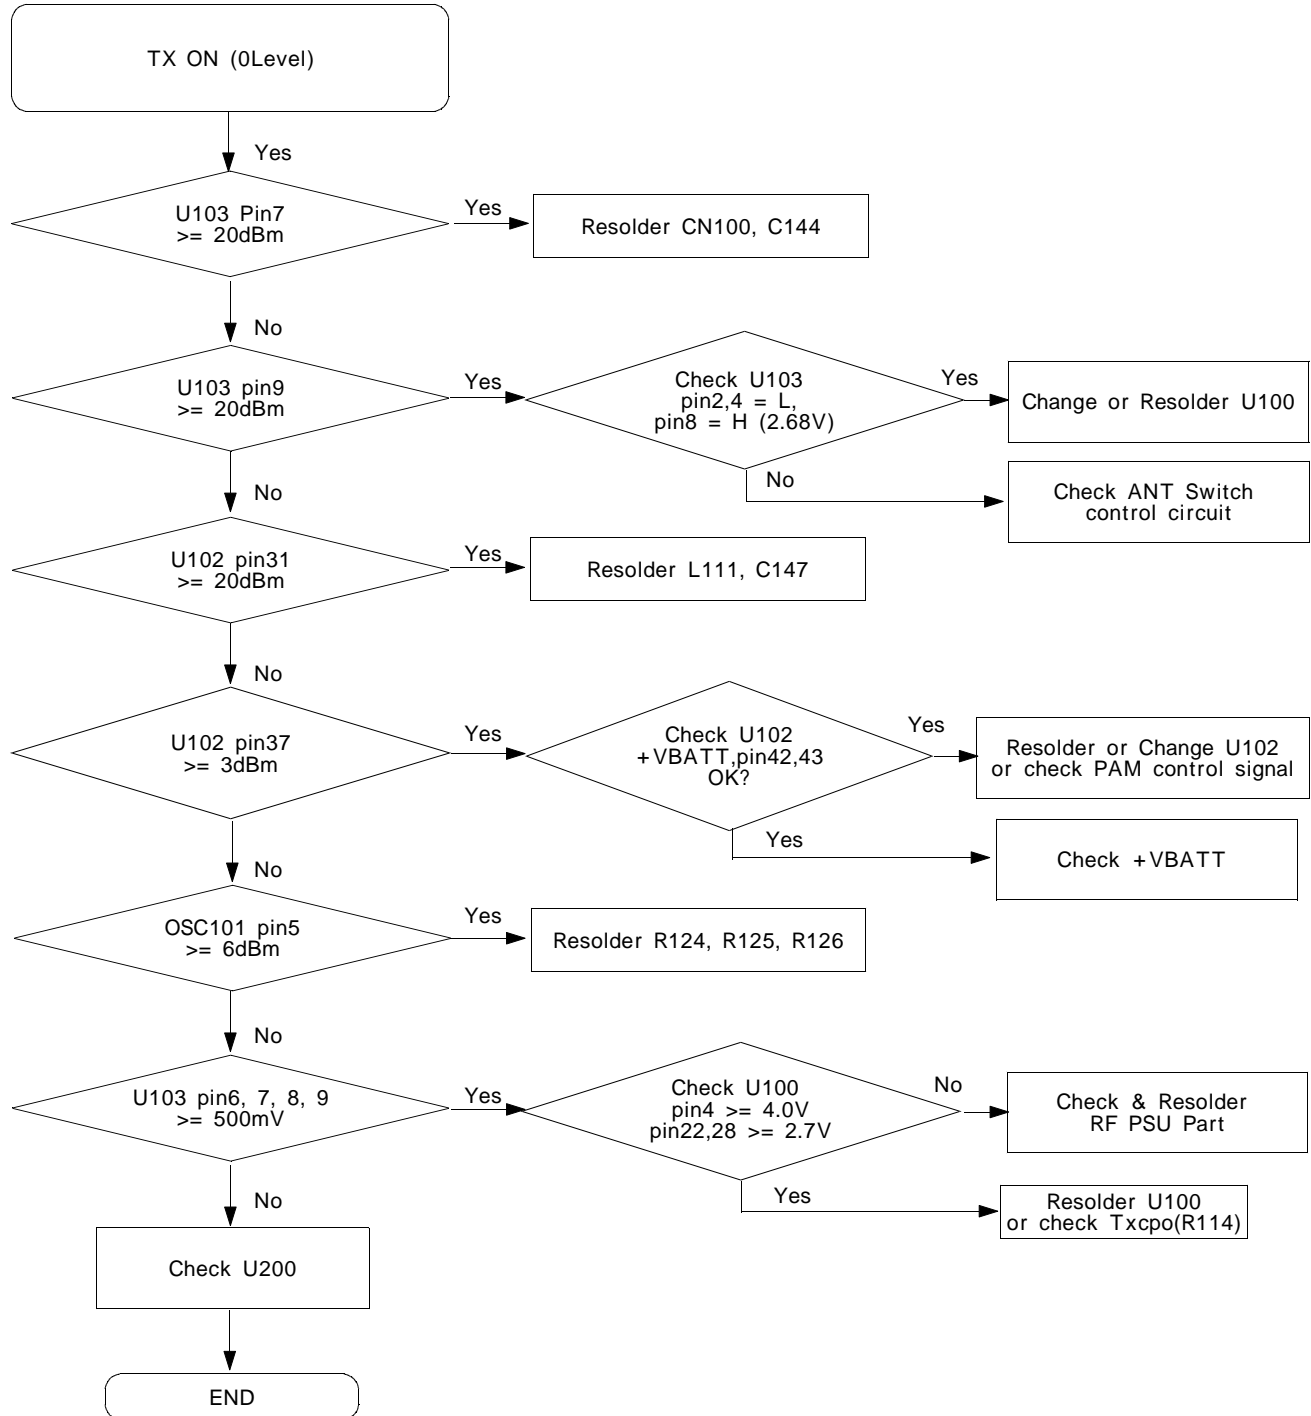 TX ON (0Level)
Yes
U103 Pin7
>= 20dBm
Yes
Resolder CN100, C144
No
U103 pin9
>= 20dBm
Yes
Check U103
pin2,4 = L,
pin8 = H (2.68V)
Yes
Change or Resolder U100
No
Check ANT Switch
control circuit
No
U102 pin31
>= 20dBm
Yes
Resolder L111, C147
No
U102 pin37
>= 3dBm
Yes
Check U102
+VBATT,pin42,43
OK?
Yes
Resolder or Change U102
or check PAM control signal
Yes
Check +VBATT
No
OSC101 pin5
>= 6dBm
Yes
Resolder R124, R125, R126
No
U103 pin6, 7, 8, 9
>= 500mV
Yes
Check U100
pin4 >= 4.0V
pin22,28 >= 2.7V
No
Check & Resolder
RF PSU Part
Yes
Resolder U100
or check Txcpo(R114)
No
Check U200
END